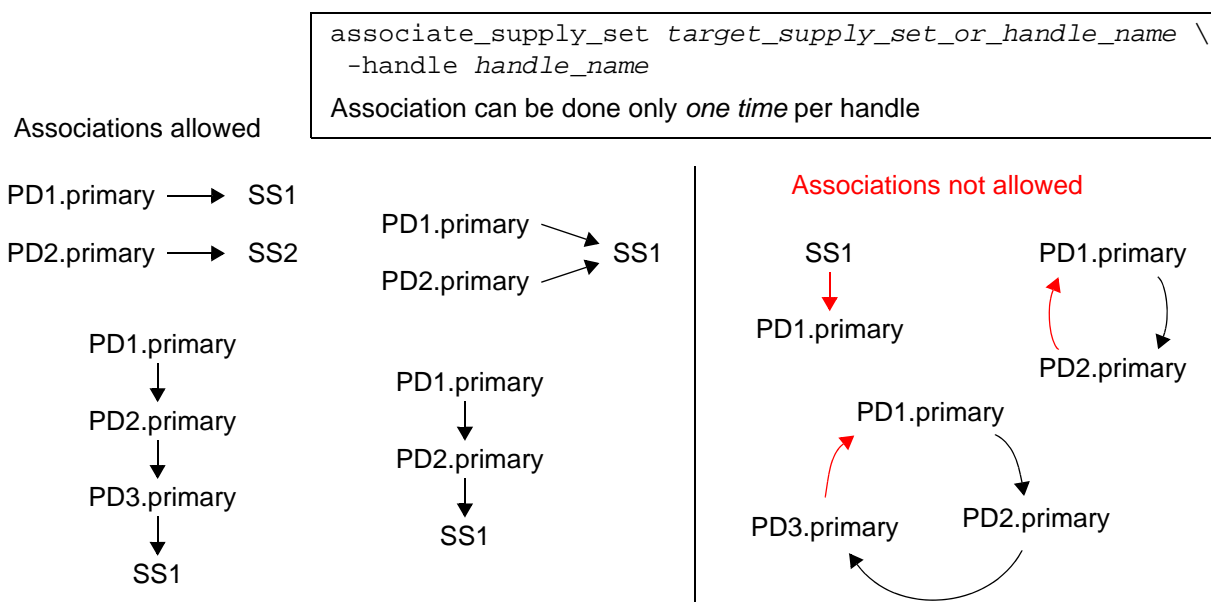 associate_supply_set target_supply_set_or_handle_name \
-handle handle_name
Association can be done only one time per handle
Associations allowed
PD1.primary SS1
PD2.primary SS2
PD1.primary
PD2.primary
SS1
PD1.primary
PD2.primary
PD3.primary
SS1
PD1.primary
PD2.primary
SS1
Associations not allowed
SS1
PD1.primary
PD1.primary
PD2.primary
PD1.primary
PD2.primary
PD3.primary